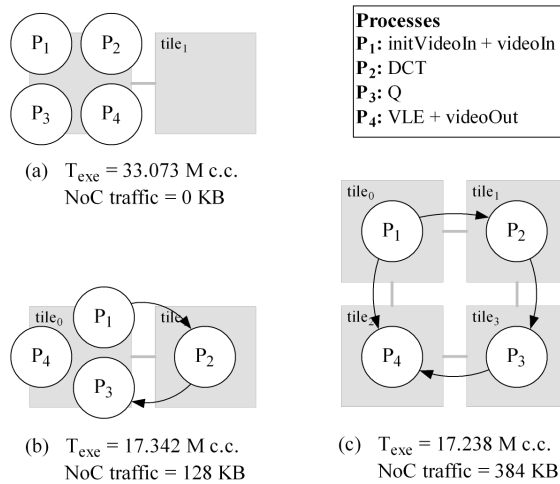 P₁ P₂ tile₁
P₃ P₄
(a) Tₑₓₑ = 33.073 M c.c.
NoC traffic = 0 KB
Processes
P₁: initVideoIn + videoIn
P₂: DCT
P₃: Q
P₄: VLE + videoOut
tile₀ P₁
P₄ P₂
P₃
(b) Tₑₓₑ = 17.342 M c.c.
NoC traffic = 128 KB
tile₀ tile₁
P₁ P₂
tile₃
P₄ P₃
(c) Tₑₓₑ = 17.238 M c.c.
NoC traffic = 384 KB